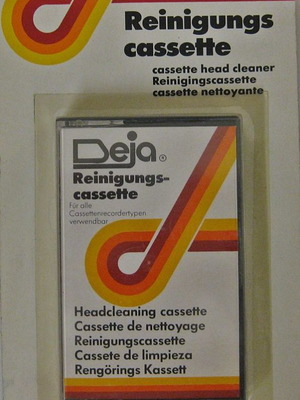 Reinigungs
cassette
cassette head cleaner
Reinigingscassette
cassette nettoyante
Deja®
Reinigungs-
cassette
für alle
Cassettenrecordertypen
verwendbar
Headcleaning cassette
Cassette de nettoyage
Reinigungscassette
Cassete de limpieza
Rengörings Kassett